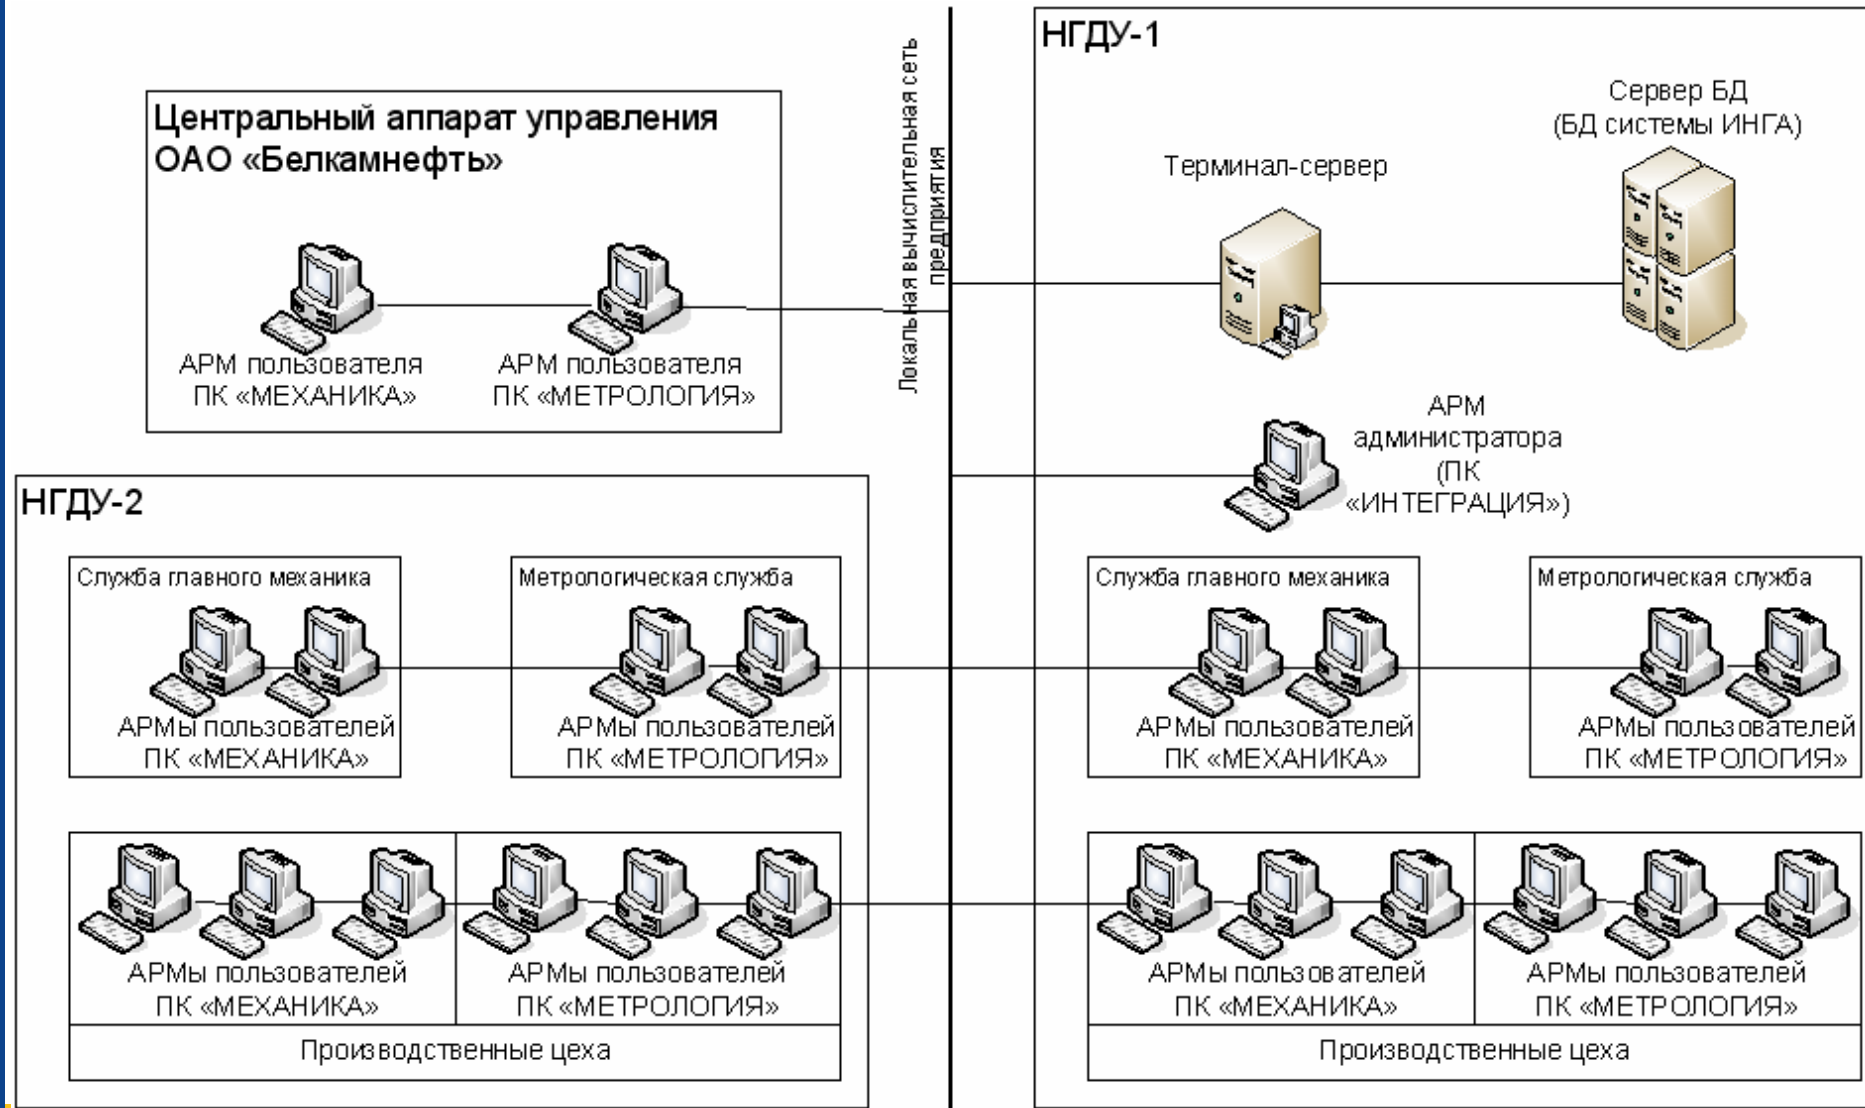 Центральный аппарат управления
ОАО «Белкамнефть»
АРМ пользователя
ПК «МЕХАНИКА»
АРМ пользователя
ПК «МЕТРОЛОГИЯ»
Локальная вычислительная сеть
предприятия
НГДУ-1
Терминал-сервер
Сервер БД
(БД системы ИНГА)
АРМ
администратора
(ПК
«ИНТЕГРАЦИЯ»)
Служба главного механика
АРМы пользователей
ПК «МЕХАНИКА»
Метрологическая служба
АРМы пользователей
ПК «МЕТРОЛОГИЯ»
АРМы пользователей
ПК «МЕХАНИКА»
АРМы пользователей
ПК «МЕТРОЛОГИЯ»
Производственные цеха
НГДУ-2
Служба главного механика
АРМы пользователей
ПК «МЕХАНИКА»
Метрологическая служба
АРМы пользователей
ПК «МЕТРОЛОГИЯ»
АРМы пользователей
ПК «МЕХАНИКА»
АРМы пользователей
ПК «МЕТРОЛОГИЯ»
Производственные цеха